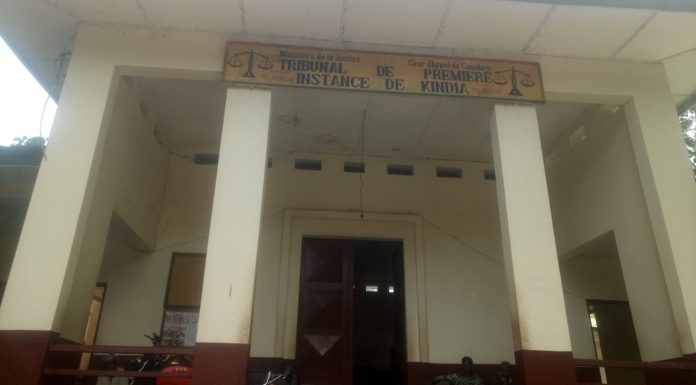 Ministère de la Justice Cour d'Appel de Conakry
TRIBUNAL DE PREMIERE
INSTANCE DE KINDIA